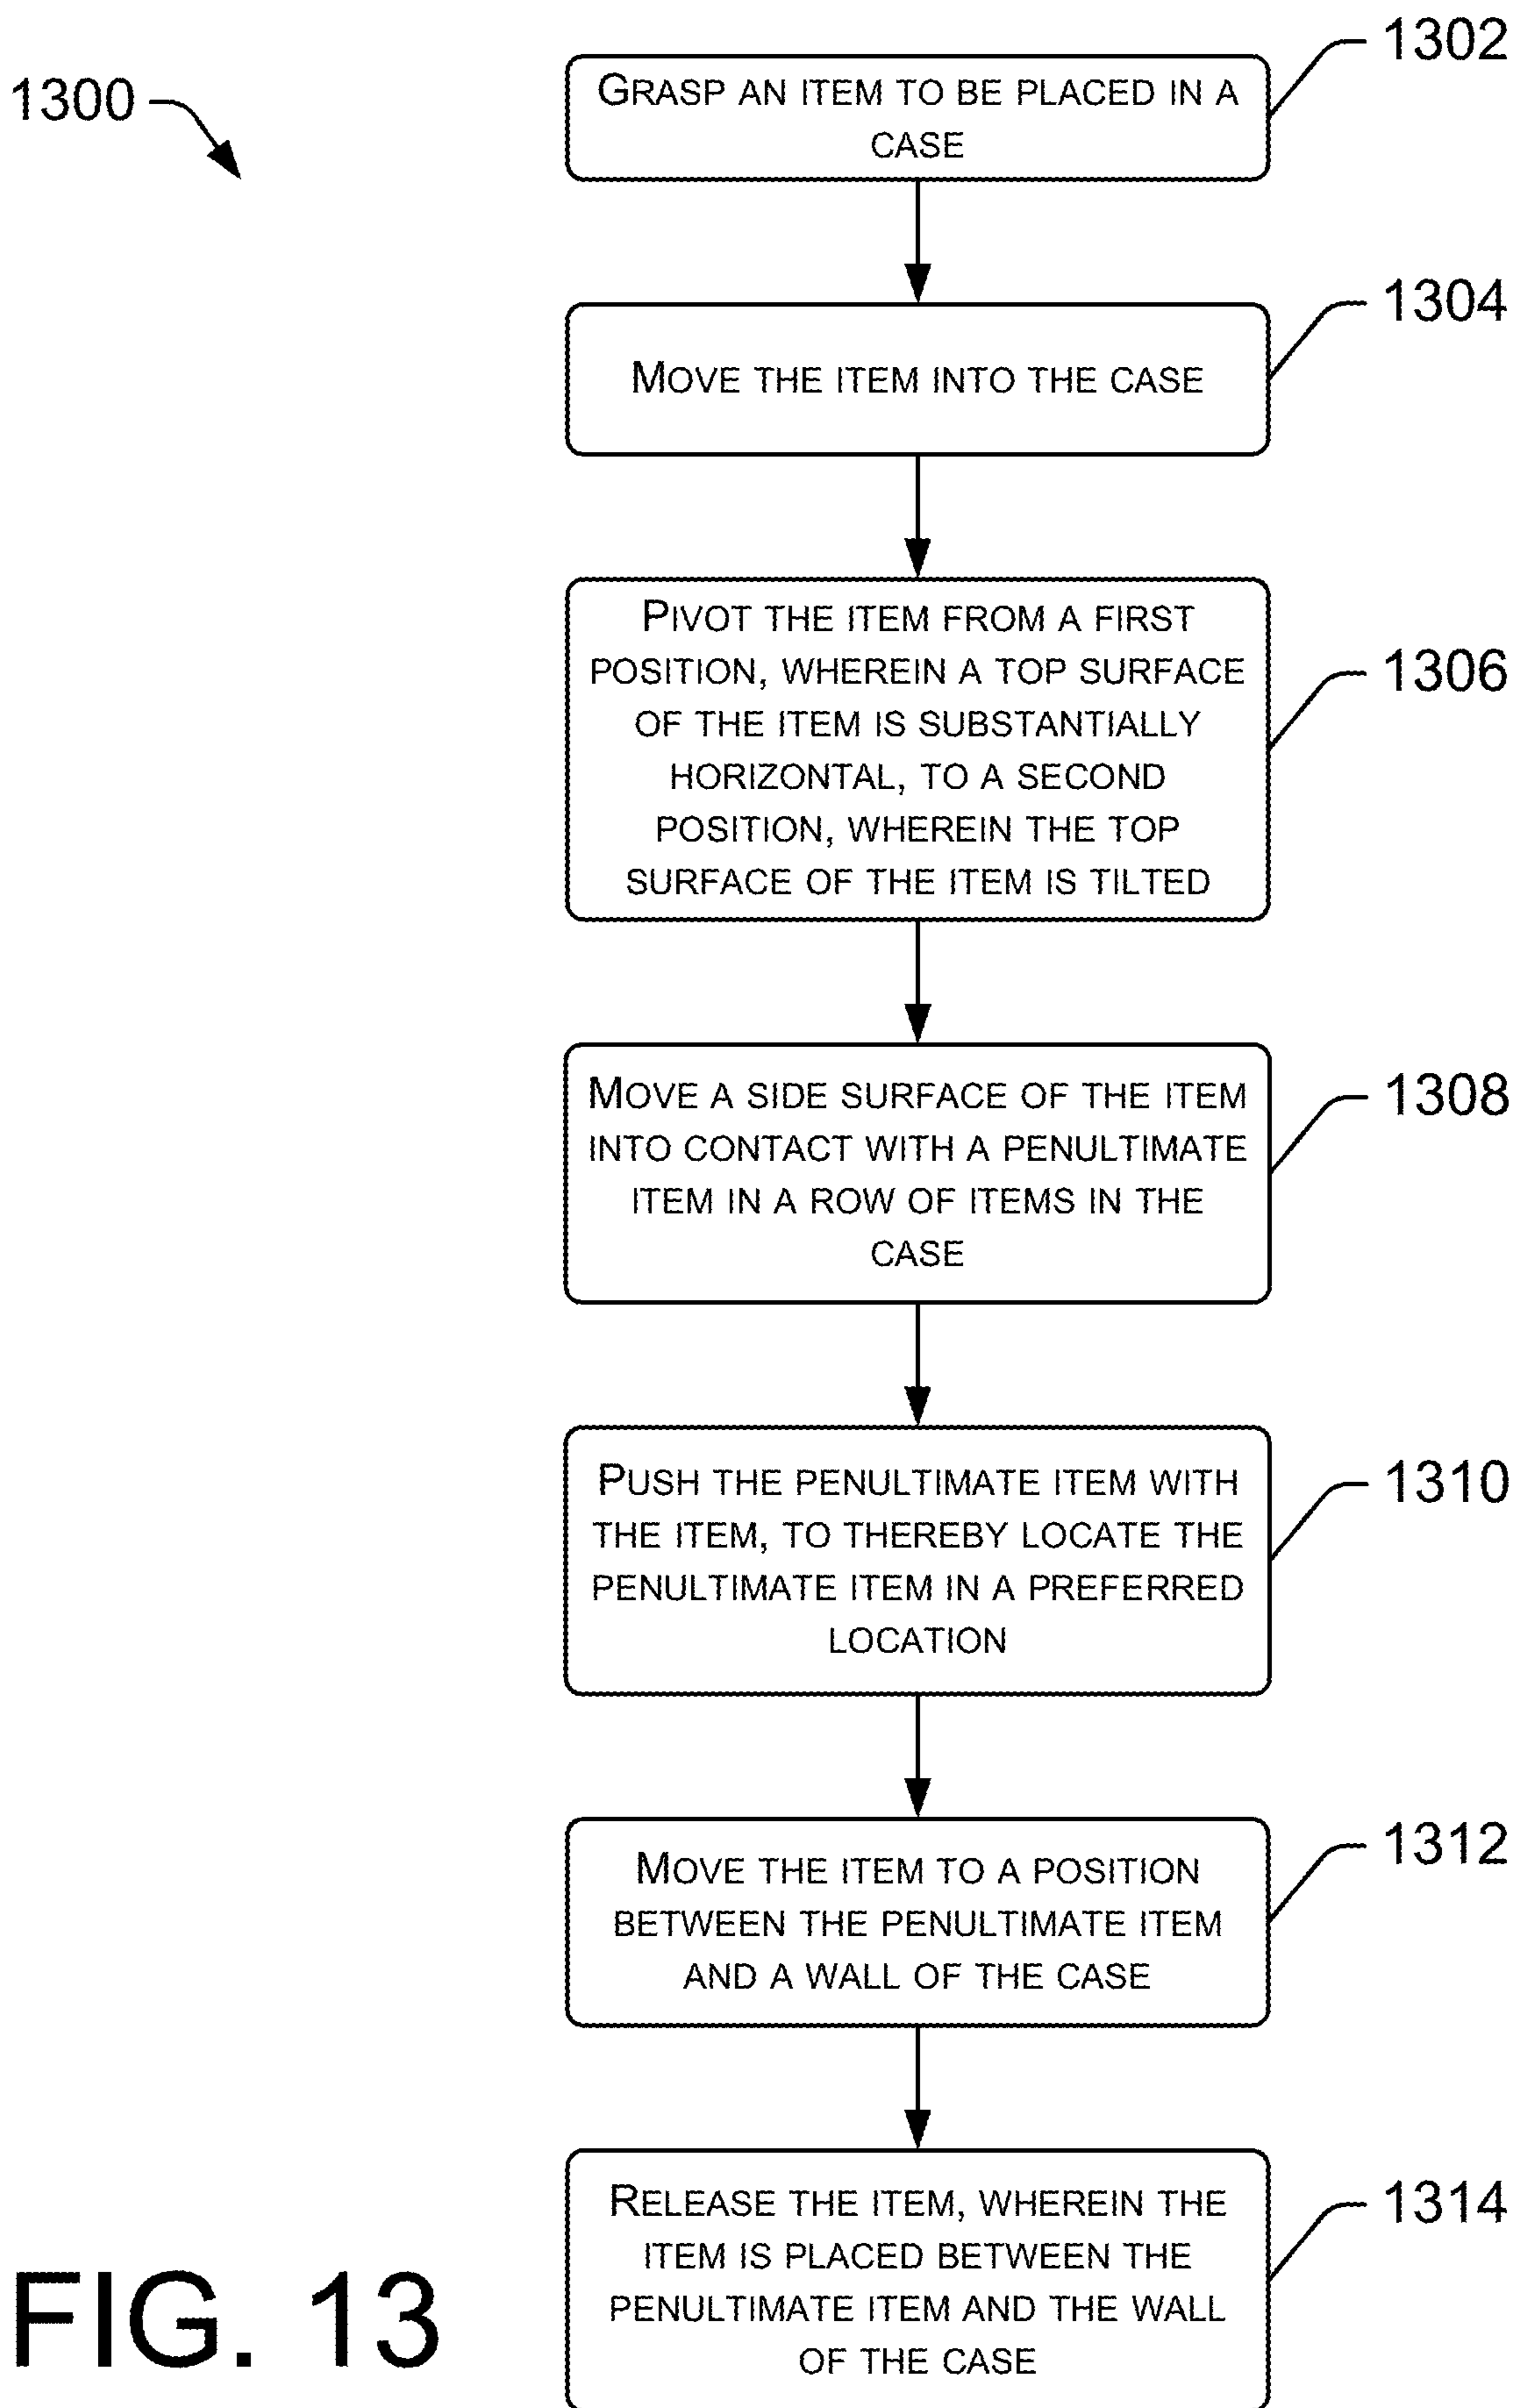 1300
1302
GRASP AN ITEM TO BE PLACED IN A
CASE
1304
MOVE THE ITEM INTO THE CASE
1306
PIVOT THE ITEM FROM A FIRST
POSITION, WHEREIN A TOP SURFACE
OF THE ITEM IS SUBSTANTIALLY
HORIZONTAL, TO A SECOND
POSITION, WHEREIN THE TOP
SURFACE OF THE ITEM IS TILTED
1308
MOVE A SIDE SURFACE OF THE ITEM
INTO CONTACT WITH A PENULTIMATE
ITEM IN A ROW OF ITEMS IN THE
CASE
1310
PUSH THE PENULTIMATE ITEM WITH
THE ITEM, TO THEREBY LOCATE THE
PENULTIMATE ITEM IN A PREFERRED
LOCATION
1312
MOVE THE ITEM TO A POSITION
BETWEEN THE PENULTIMATE ITEM
AND A WALL OF THE CASE
1314
RELEASE THE ITEM, WHEREIN THE
ITEM IS PLACED BETWEEN THE
PENULTIMATE ITEM AND THE WALL
OF THE CASE
FIG. 13